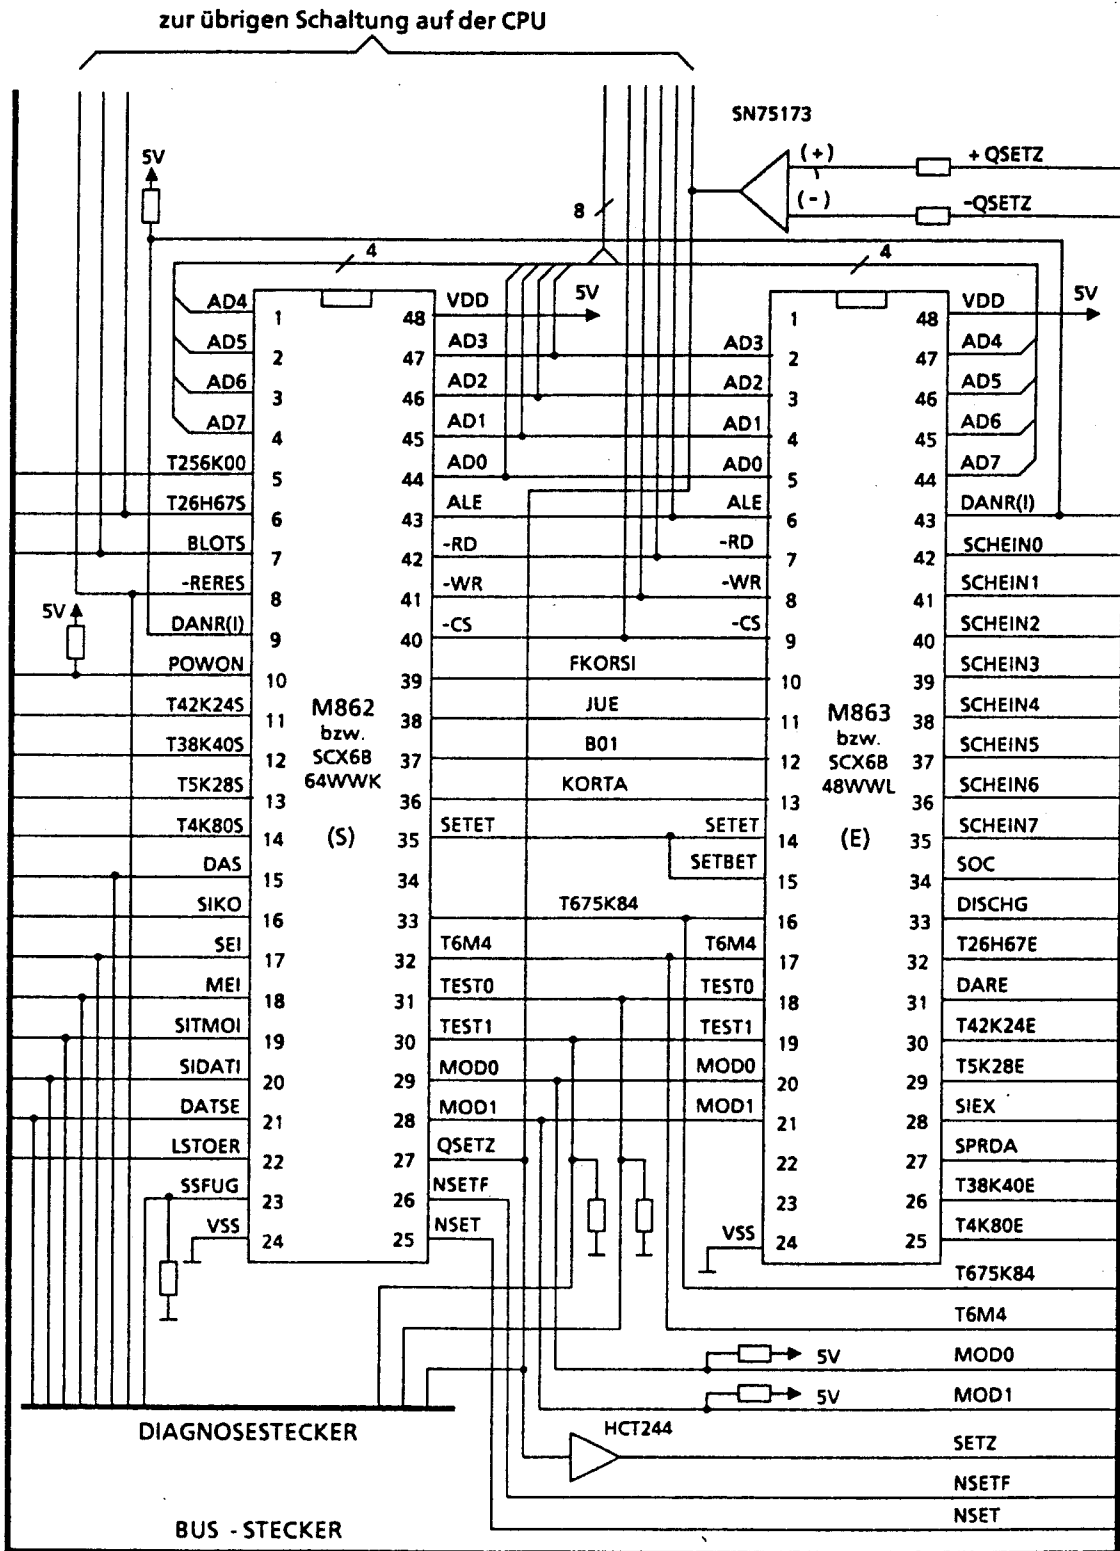 zur übrigen Schaltung auf der CPU
SN75173
(+)
+QSETZ
(-)
-QSETZ
5V
8
4
4
AD4
1
48
VDD
5V
1
48
VDD
5V
AD5
2
47
AD3
AD3
2
47
AD4
AD6
3
46
AD2
AD2
3
46
AD5
AD7
4
45
AD1
AD1
4
45
AD6
T256K00
5
44
AD0
AD0
5
44
AD7
T26H67S
6
43
ALE
ALE
6
43
DANR(I)
BLOTS
7
42
-RD
-RD
7
42
SCHEIN0
-RERES
8
41
-WR
-WR
8
41
SCHEIN1
5V
DANR(I)
9
40
-CS
-CS
9
40
SCHEIN2
POWON
10
39
FKORSI
10
39
SCHEIN3
T42K24S
11
38
JUE
11
38
SCHEIN4
T38K40S
12
37
B01
12
37
SCHEIN5
T5K28S
13
36
KORTA
13
36
SCHEIN6
M862
bzw.
SCX6B
64WWK
(S)
M863
bzw.
SCX6B
48WWL
(E)
T4K80S
14
35
SETET
SETET
14
35
SCHEIN7
DAS
15
34
SETBET
15
34
SOC
SIKO
16
33
T675K84
16
33
DISCHG
SEI
17
32
T6M4
T6M4
17
32
T26H67E
MEI
18
31
TEST0
TEST0
18
31
DARE
SITMOI
19
30
TEST1
TEST1
19
30
T42K24E
SIDATI
20
29
MOD0
MOD0
20
29
T5K28E
DATSE
21
28
MOD1
MOD1
21
28
SIEX
LSTOER
22
27
QSETZ
22
27
SPRDA
SSFUG
23
26
NSETF
23
26
T38K40E
VSS
24
25
NSET
VSS
24
25
T4K80E
T675K84
T6M4
5V
MOD0
5V
MOD1
DIAGNOSESTECKER
HCT244
SETZ
NSETF
NSET
BUS - STECKER